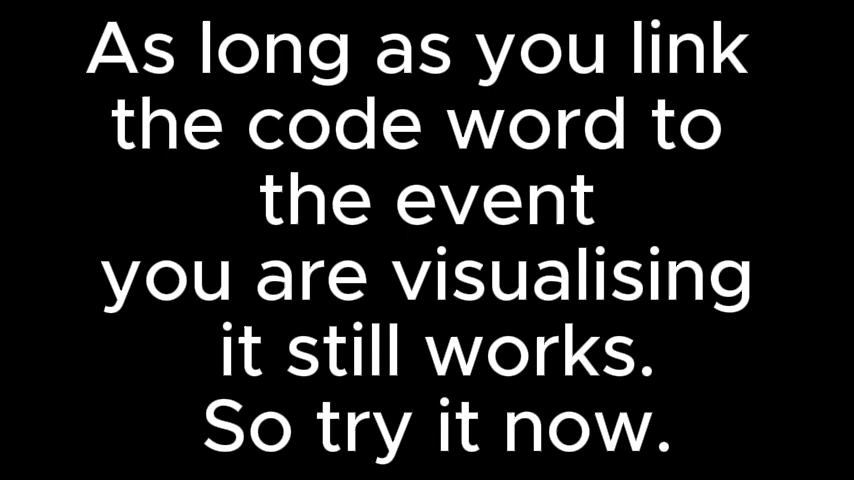 As long as you link
the code word to
the event
you are visualising
it still works.
So try it now.